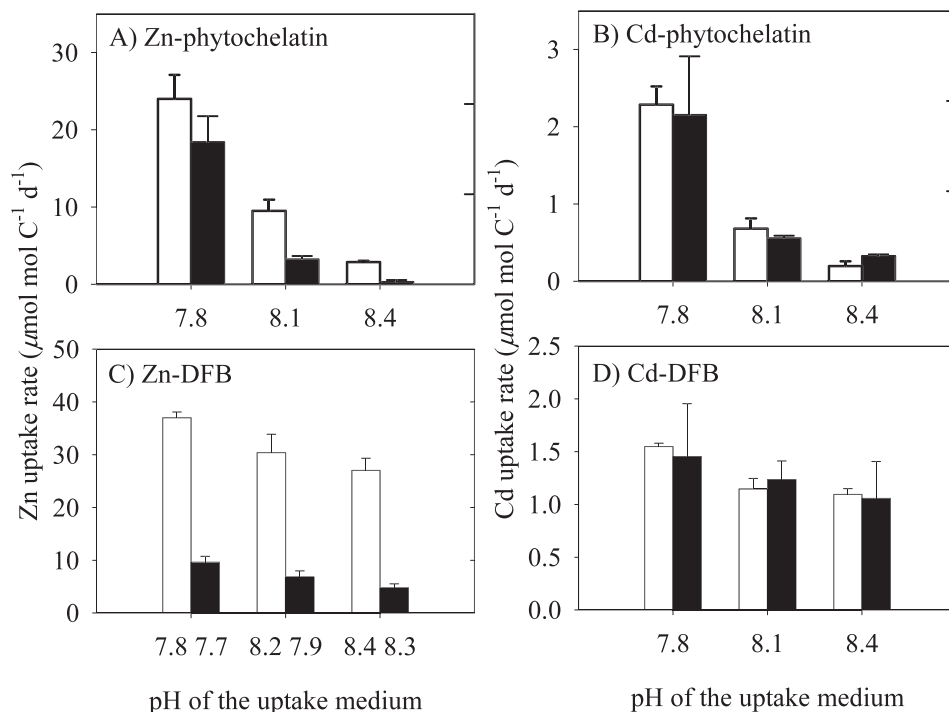 A) Zn-phytochelatin
30
20
10
0
7.8 8.1 8.4
B) Cd-phytochelatin
3
2
1
0
7.8 8.1 8.4
Zn uptake rate (μmol mol C⁻¹ d⁻¹)
Cd uptake rate (μmol mol C⁻¹ d⁻¹)
C) Zn-DFB
50
40
30
20
10
0
7.8 7.7 8.2 7.9 8.4 8.3
pH of the uptake medium
D) Cd-DFB
2.5
2.0
1.5
1.0
0.5
0.0
7.8 8.1 8.4
pH of the uptake medium